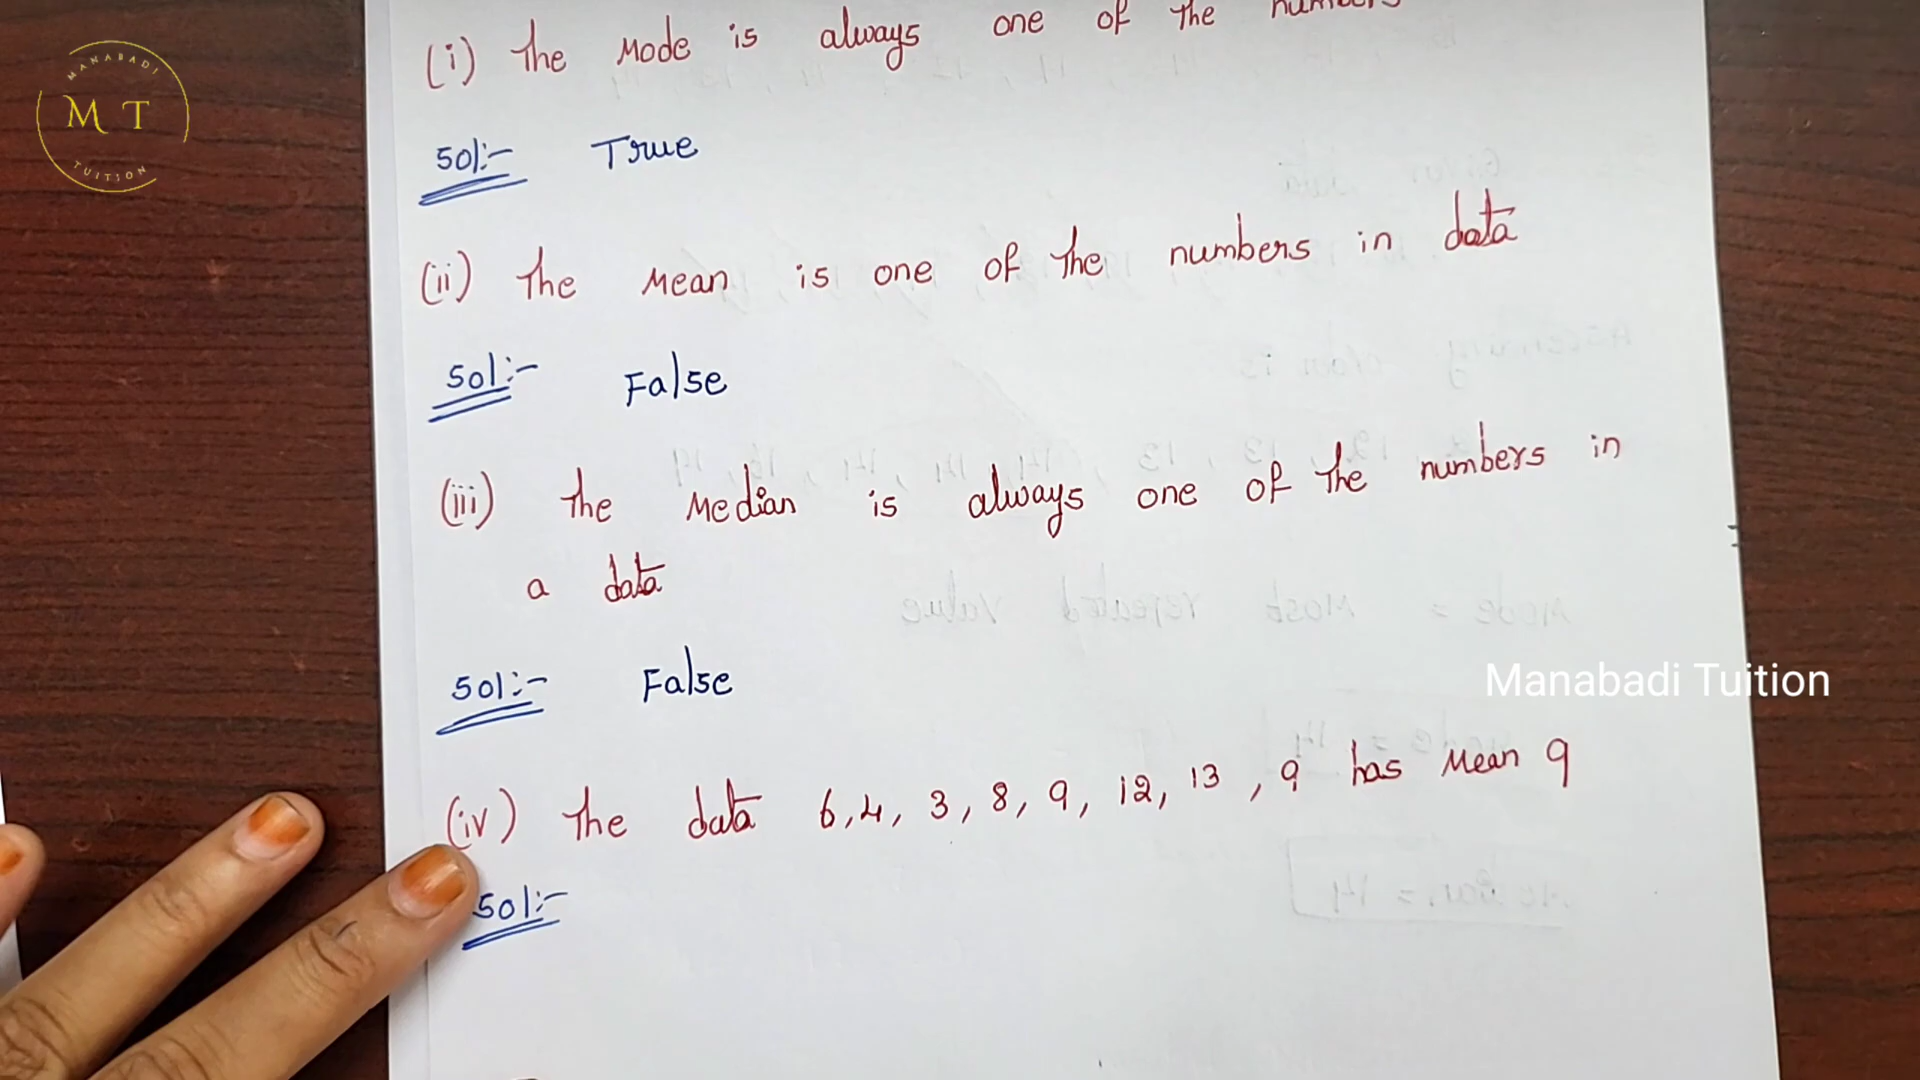 MANABADI
M T
TUITION
(i) The Mode is always one of the numbers
Sol:- True
(ii) The Mean is one of the numbers in data
Sol:- False
(iii) The Median is always one of the numbers in
a data
Sol:- False
Manabadi Tuition
(iv) The data 6, 4, 3, 8, 9, 12, 13, 9 has Mean 9
Sol:-